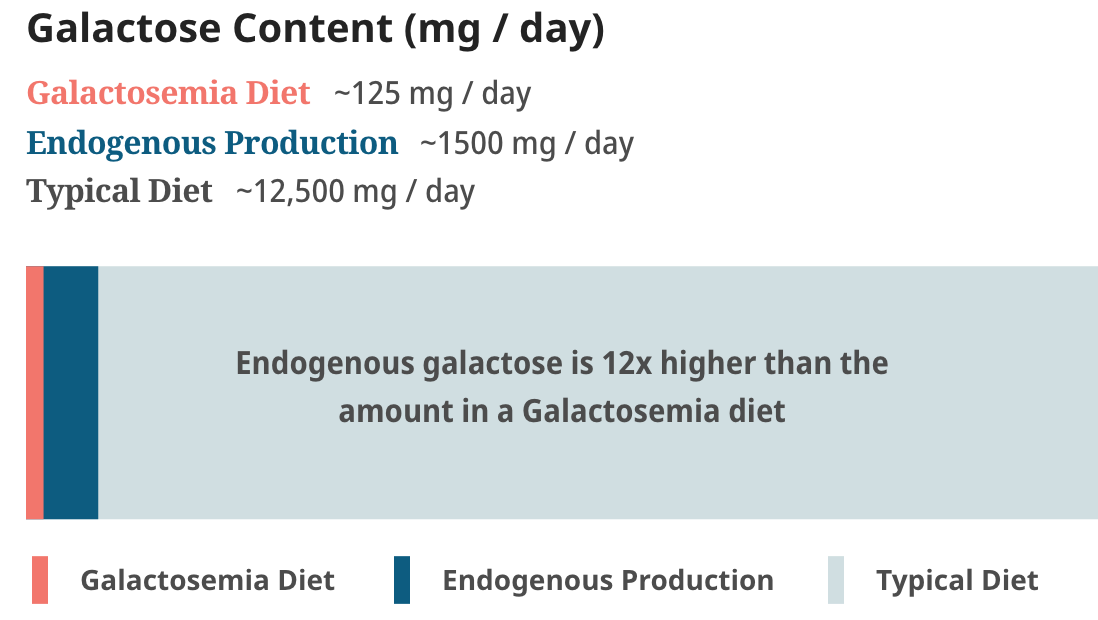 Galactose Content (mg / day)
Galactosemia Diet ~125 mg / day
Endogenous Production ~1500 mg / day
Typical Diet ~12,500 mg / day
Endogenous galactose is 12x higher than the
amount in a Galactosemia diet
Galactosemia Diet Endogenous Production Typical Diet